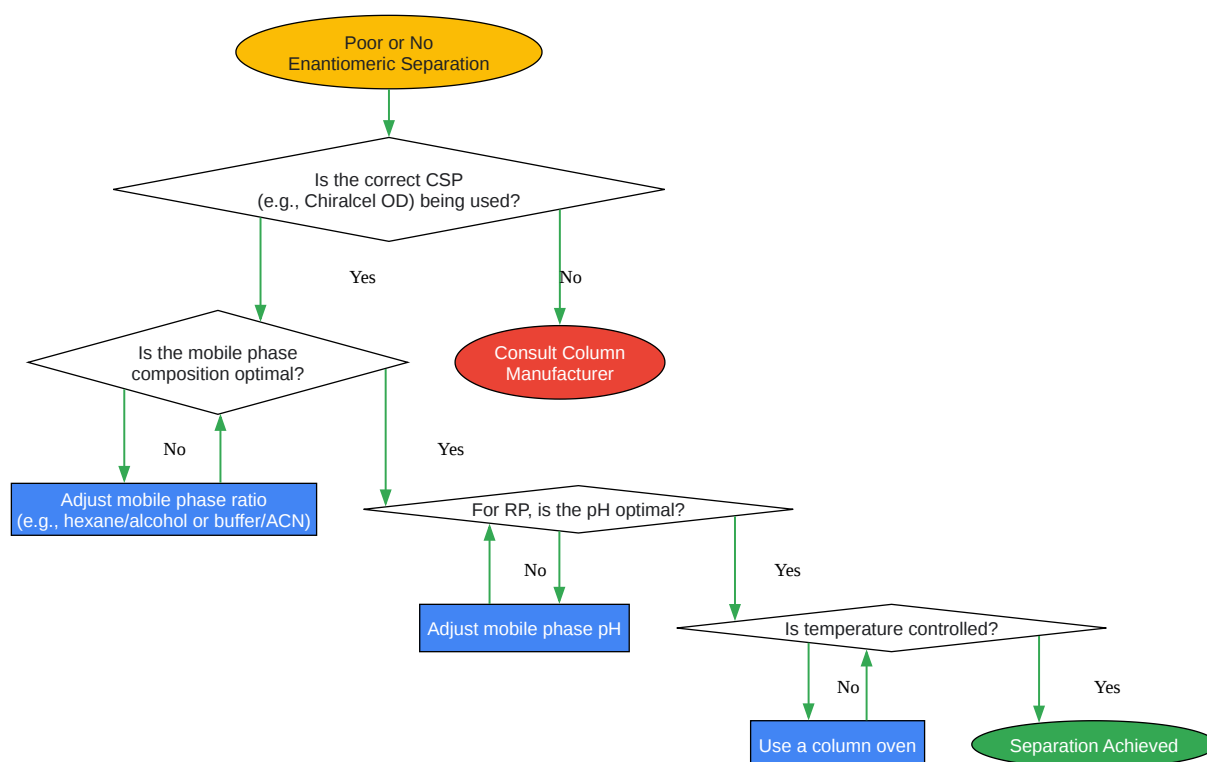 Poor or No
Enantiomeric Separation
Is the correct CSP
(e.g., Chiralcel OD) being used?
Yes
No
Is the mobile phase
composition optimal?
Consult Column
Manufacturer
No
Yes
Adjust mobile phase ratio
(e.g., hexane/alcohol or buffer/ACN)
For RP, is the pH optimal?
No
Yes
Adjust mobile phase pH
Is temperature controlled?
No
Yes
Use a column oven
Separation Achieved